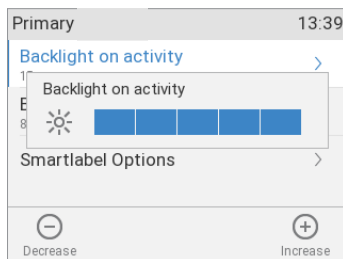 Primary 13:39
Backlight on activity
Backlight on activity
Smartlabel Options
Decrease Increase